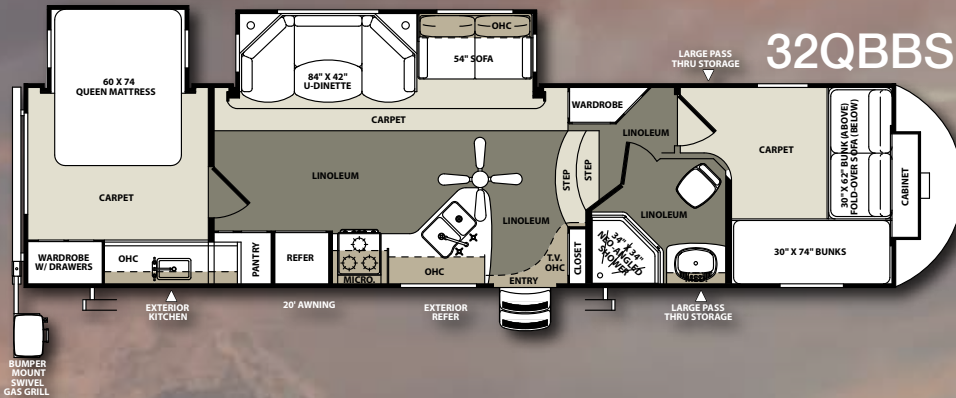 32QBBS
LARGE PASS
THRU STORAGE
60 X 74
QUEEN MATTRESS
84" X 42"
U-DINETTE
OHC
54" SOFA
CARPET
WARDROBE
LINOLEUM
CARPET
30" X 62" BUNK (ABOVE)
FOLD-OVER SOFA (BELOW)
CABINET
CARPET
LINOLEUM
LINOLEUM
STEP
STEP
LINOLEUM
34" X 34"
NEO-ANGLED
SHOWER
MED.
30" X 74" BUNKS
WARDROBE
W/ DRAWERS
OHC
PANTRY
REFER
MICRO.
OHC
T.V.
OHC
CLOSET
ENTRY
EXTERIOR
KITCHEN
20' AWNING
EXTERIOR
REFER
LARGE PASS
THRU STORAGE
BUMPER
MOUNT
SWIVEL
GAS GRILL